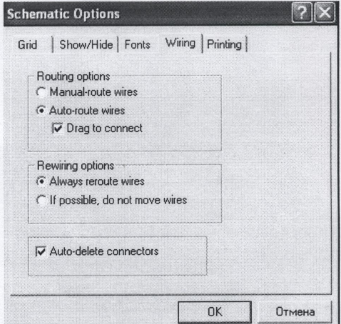 Schematic Options
Grid Show/Hide Fonts Wiring Printing
Routing options
Manual-route wires
Auto-route wires
Drag to connect
Rewiring options
Always reroute wires
If possible, do not move wires
Auto-delete connectors
OK Отмена